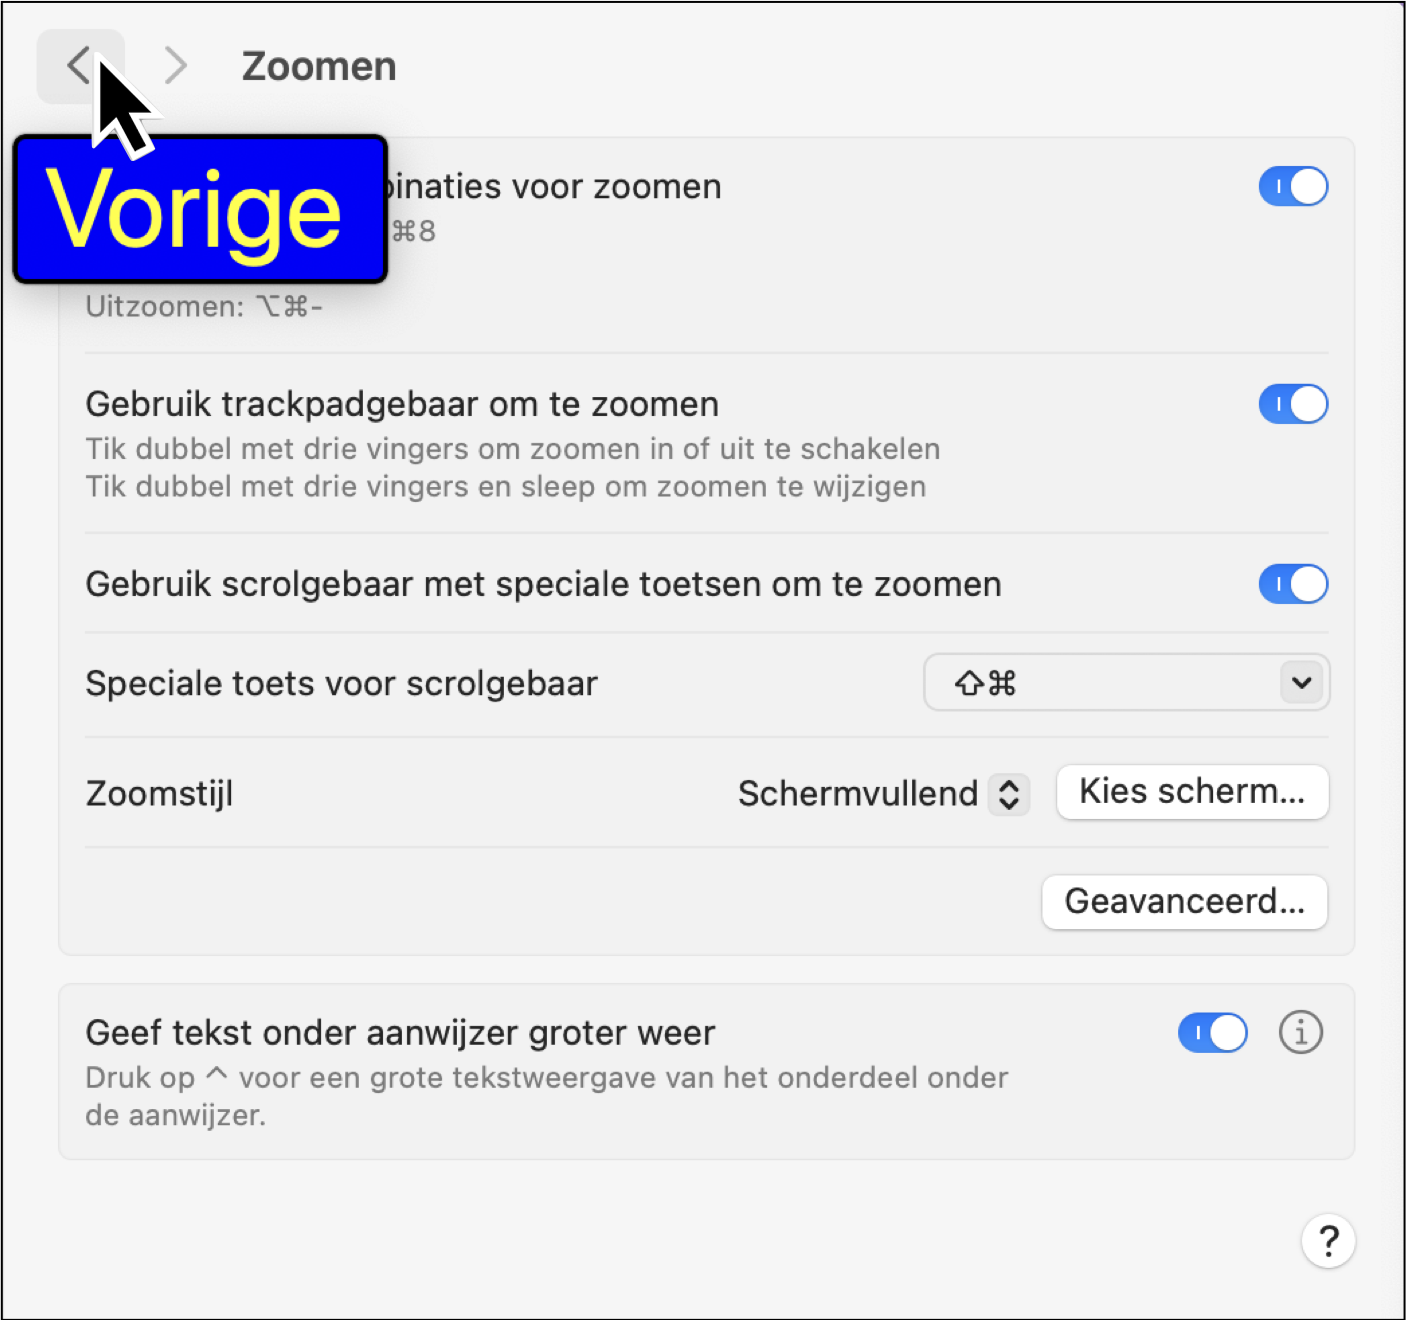 Zoomen
Vorige
binaties voor zoomen
⌘8
Uitzoomen: ⌥⌘-
Gebruik trackpadgebaar om te zoomen
Tik dubbel met drie vingers om zoomen in of uit te schakelen
Tik dubbel met drie vingers en sleep om zoomen te wijzigen
Gebruik scrolgebaar met speciale toetsen om te zoomen
Speciale toets voor scrolgebaar ⇧⌘
Zoomstijl Schermvullend Kies scherm...
Geavanceerd...
Geef tekst onder aanwijzer groter weer
Druk op ^ voor een grote tekstweergave van het onderdeel onder
de aanwijzer.
?